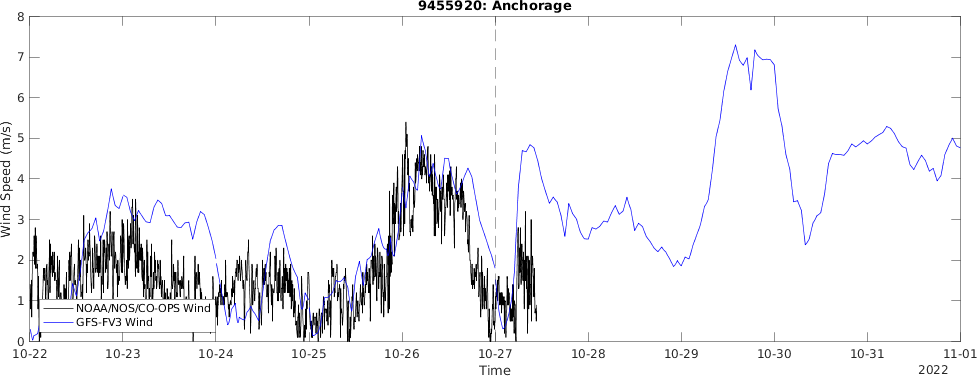 9455920: Anchorage
8
7
6
5
4
3
2
1
0
Wind Speed (m/s)
NOAA/NOS/CO-OPS Wind
GFS-FV3 Wind
10-22 10-23 10-24 10-25 10-26 10-27 10-28 10-29 10-30 10-31 11-01
Time
2022